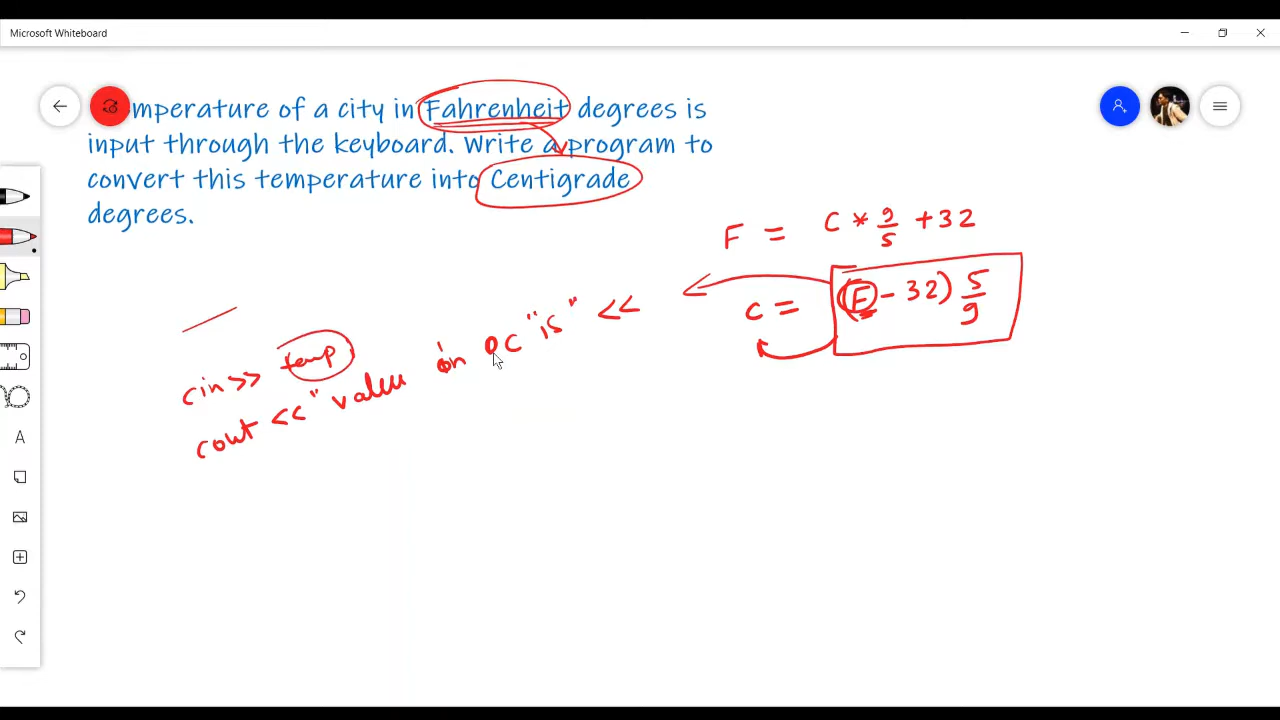 Microsoft Whiteboard
mperature of a city in Fahrenheit degrees is
input through the keyboard. Write a program to
convert this temperature into Centigrade
degrees.
F = C * 9/5 + 32
C = (F - 32) 5/9
cin >> temp
cout << "value in °C "is" <<
A